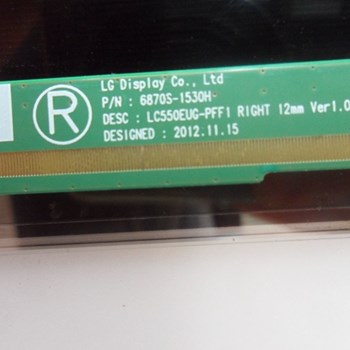 LG Display Co., Ltd
P/N : 6870S-1530H
DESC : LC550EUG-PFF1 RIGHT 12mm Ver1.0
DESIGNED : 2012.11.15
R